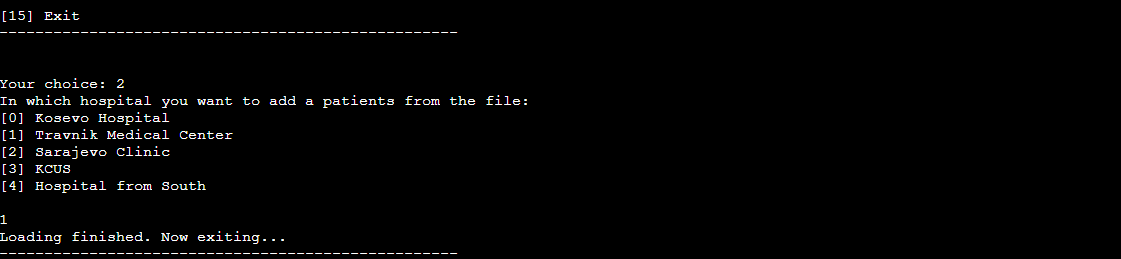 [15] Exit
---------------------------------------------------
Your choice: 2
In which hospital you want to add a patients from the file:
[0] Kosevo Hospital
[1] Travnik Medical Center
[2] Sarajevo Clinic
[3] KCUS
[4] Hospital from South
1
Loading finished. Now exiting...
---------------------------------------------------